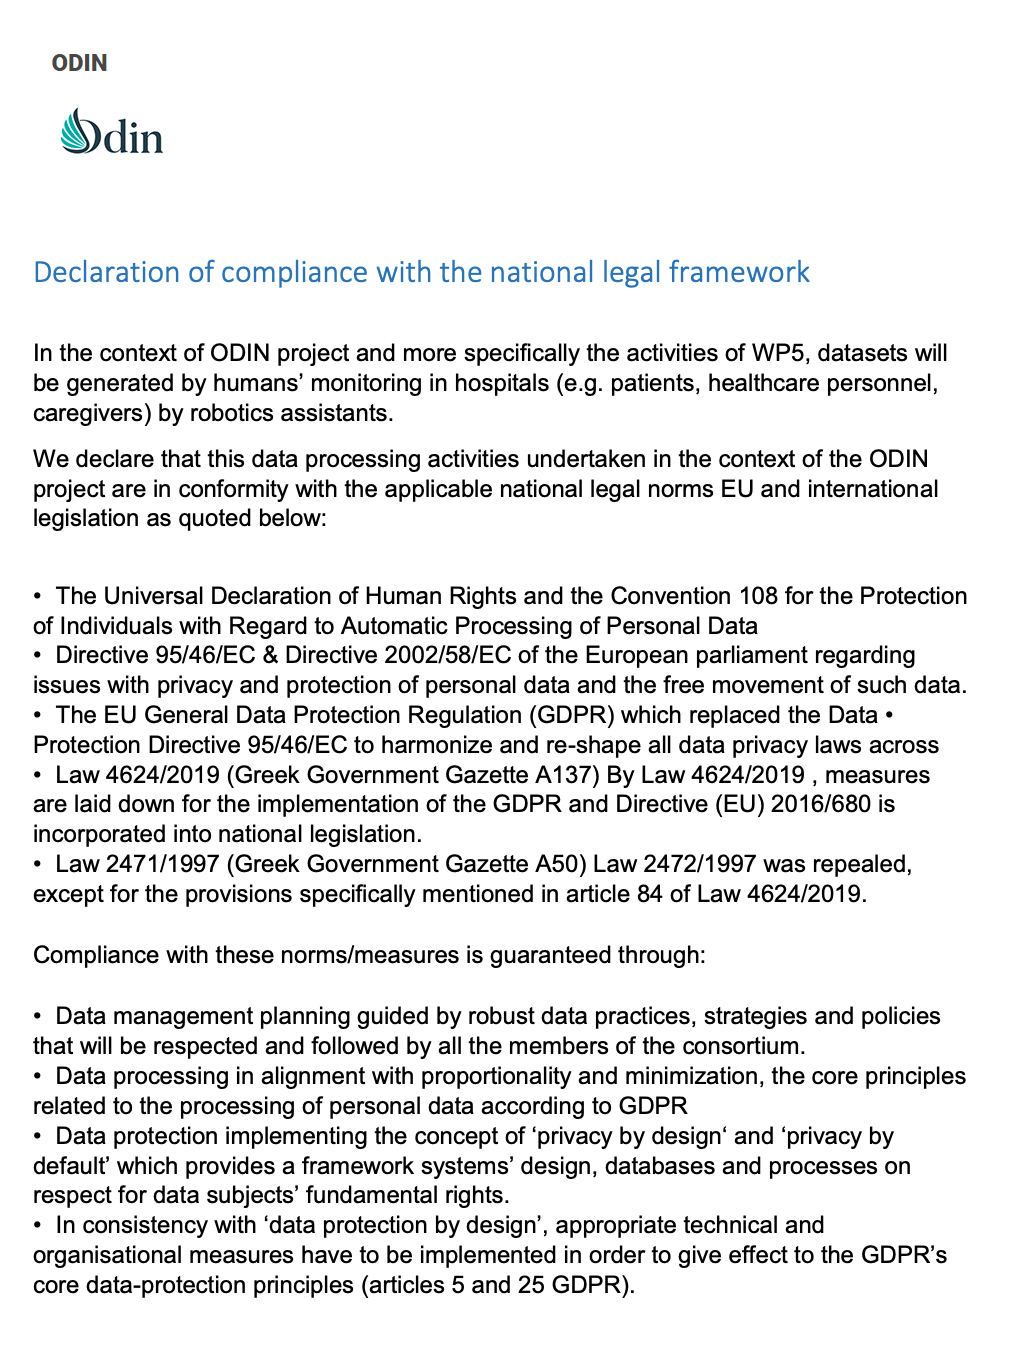 ODIN
Odin
Declaration of compliance with the national legal framework
In the context of ODIN project and more specifically the activities of WP5, datasets will
be generated by humans’ monitoring in hospitals (e.g. patients, healthcare personnel,
caregivers) by robotics assistants.
We declare that this data processing activities undertaken in the context of the ODIN
project are in conformity with the applicable national legal norms EU and international
legislation as quoted below:
• The Universal Declaration of Human Rights and the Convention 108 for the Protection
of Individuals with Regard to Automatic Processing of Personal Data
• Directive 95/46/EC & Directive 2002/58/EC of the European parliament regarding
issues with privacy and protection of personal data and the free movement of such data.
• The EU General Data Protection Regulation (GDPR) which replaced the Data •
Protection Directive 95/46/EC to harmonize and re-shape all data privacy laws across
• Law 4624/2019 (Greek Government Gazette A137) By Law 4624/2019 , measures
are laid down for the implementation of the GDPR and Directive (EU) 2016/680 is
incorporated into national legislation.
• Law 2471/1997 (Greek Government Gazette A50) Law 2472/1997 was repealed,
except for the provisions specifically mentioned in article 84 of Law 4624/2019.
Compliance with these norms/measures is guaranteed through:
• Data management planning guided by robust data practices, strategies and policies
that will be respected and followed by all the members of the consortium.
• Data processing in alignment with proportionality and minimization, the core principles
related to the processing of personal data according to GDPR
• Data protection implementing the concept of ‘privacy by design‘ and ‘privacy by
default’ which provides a framework systems’ design, databases and processes on
respect for data subjects’ fundamental rights.
• In consistency with ‘data protection by design’, appropriate technical and
organisational measures have to be implemented in order to give effect to the GDPR’s
core data-protection principles (articles 5 and 25 GDPR).